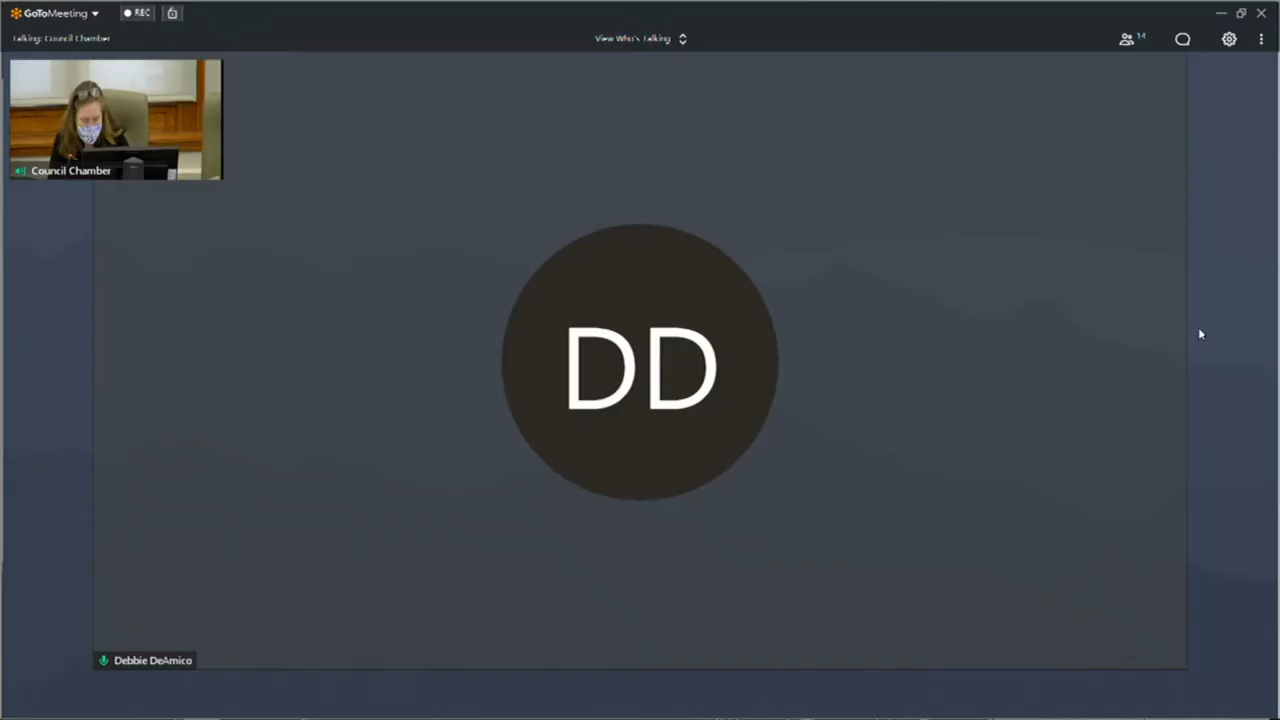 GoToMeeting
REC
Talking: Council Chamber
View Who's Talking
14
Council Chamber
DD
Debbie DeAmico